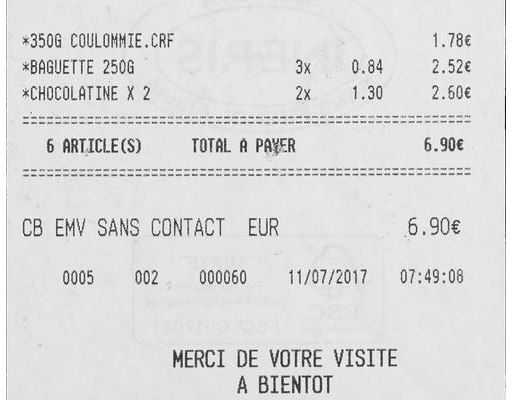 *350G COULOMMIE.CRF 1.78€
*BAGUETTE 250G 3x 0.84 2.52€
*CHOCOLATINE X 2 2x 1.30 2.60€
6 ARTICLE(S) TOTAL A PAYER 6.90€
CB EMV SANS CONTACT EUR 6.90€
0005 002 000060 11/07/2017 07:49:08
MERCI DE VOTRE VISITE
A BIENTOT